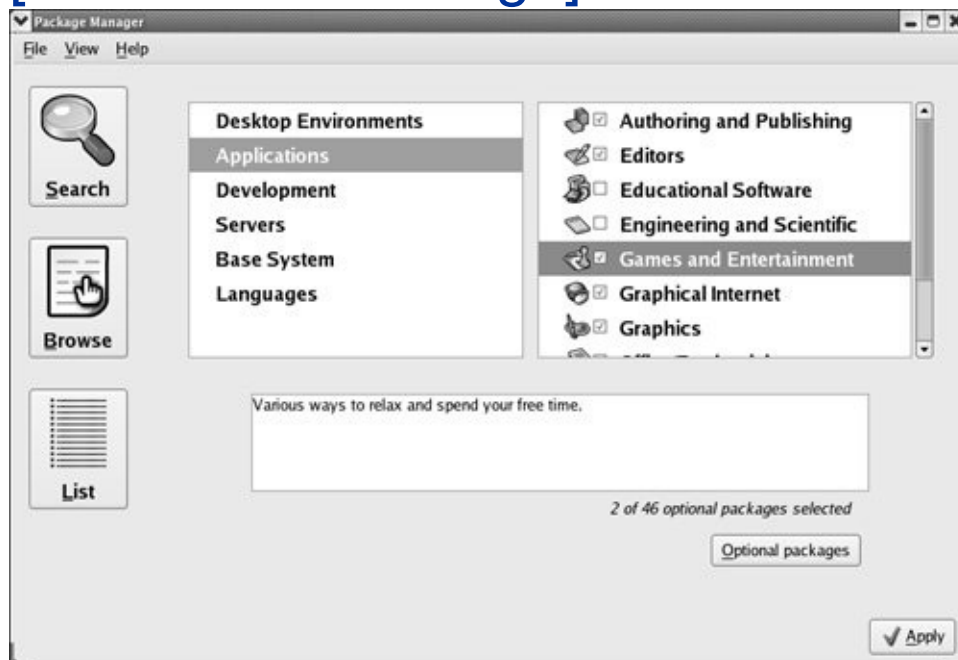 Package Manager
File View Help
Search
Browse
List
Desktop Environments
Applications
Development
Servers
Base System
Languages
Authoring and Publishing
Editors
Educational Software
Engineering and Scientific
Games and Entertainment
Graphical Internet
Graphics
Various ways to relax and spend your free time.
2 of 46 optional packages selected
Optional packages
Apply